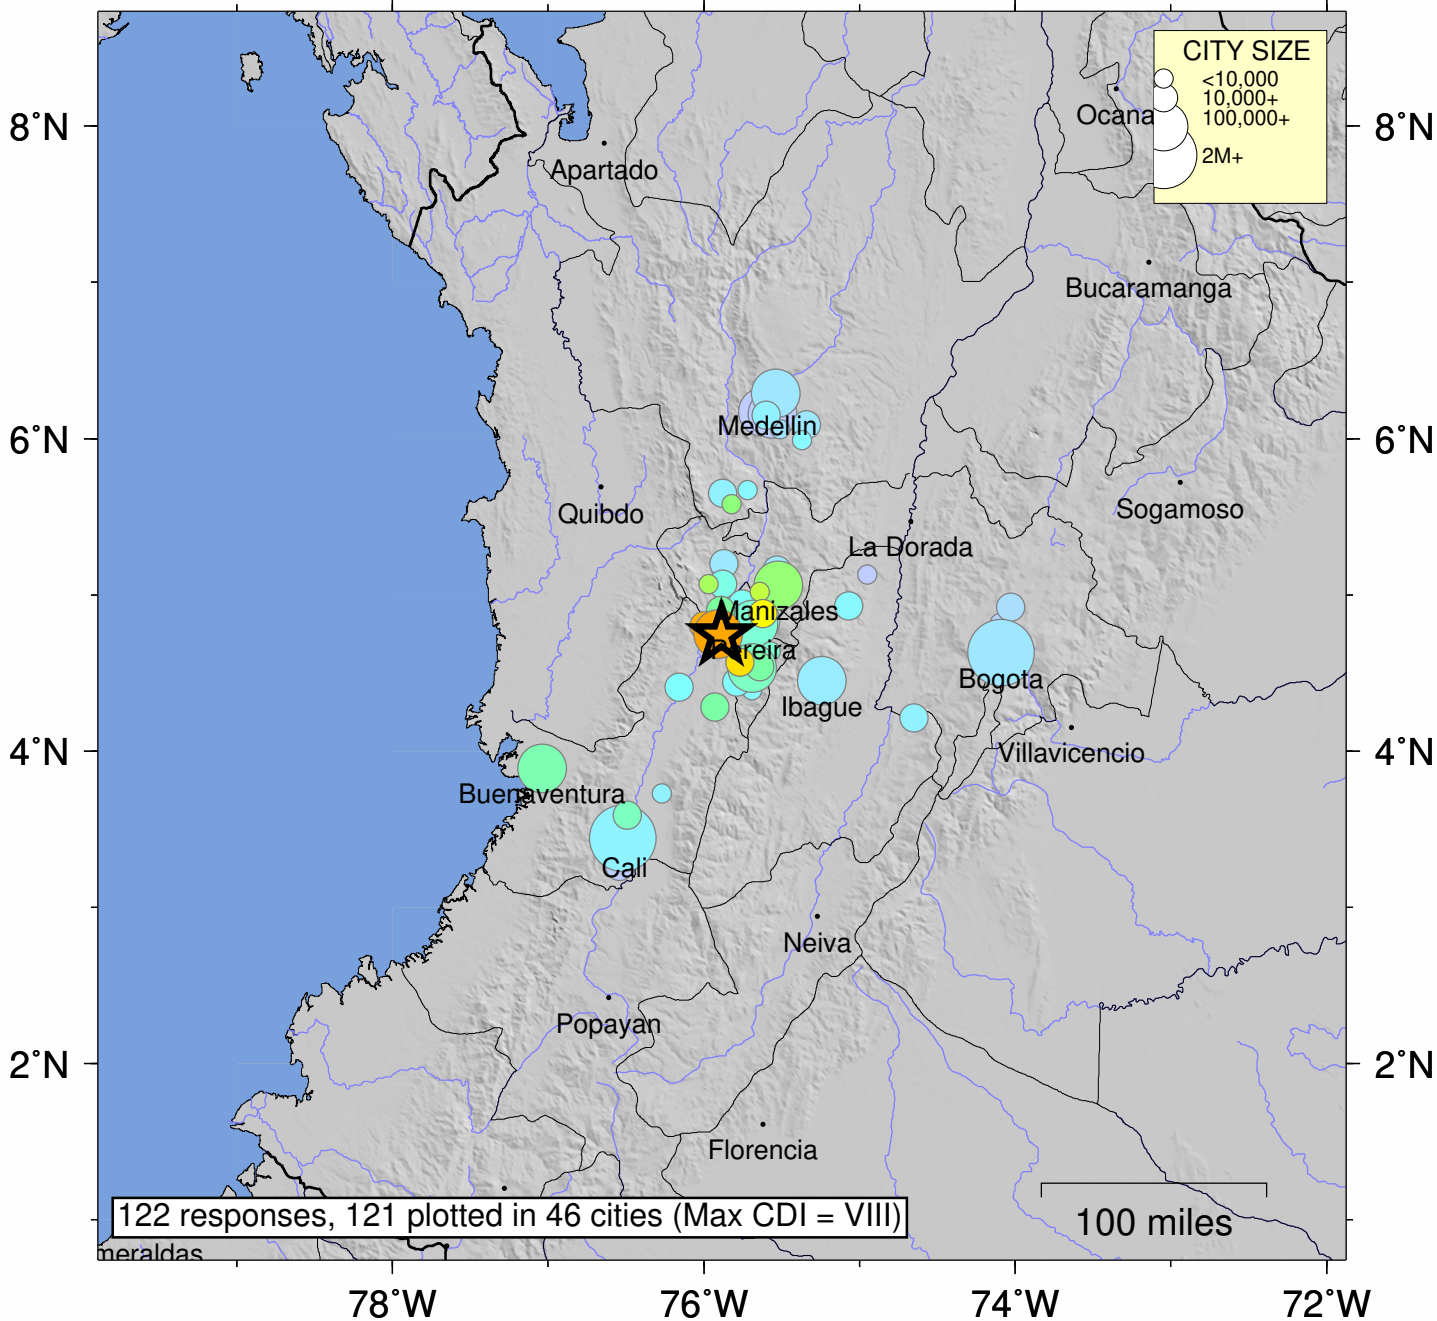 CITY SIZE
<10,000
10,000+
100,000+
2M+
8°N
8°N
Ocana
Apartado
Bucaramanga
6°N
Medellin
6°N
Quibdo
Sogamoso
La Dorada
Manizales
Pereira
Ibague
Bogota
4°N
Villavicencio
4°N
Buenaventura
Cali
Neiva
Popayan
2°N
2°N
Florencia
122 responses, 121 plotted in 46 cities (Max CDI = VIII)
100 miles
meraldas
78°W
76°W
74°W
72°W